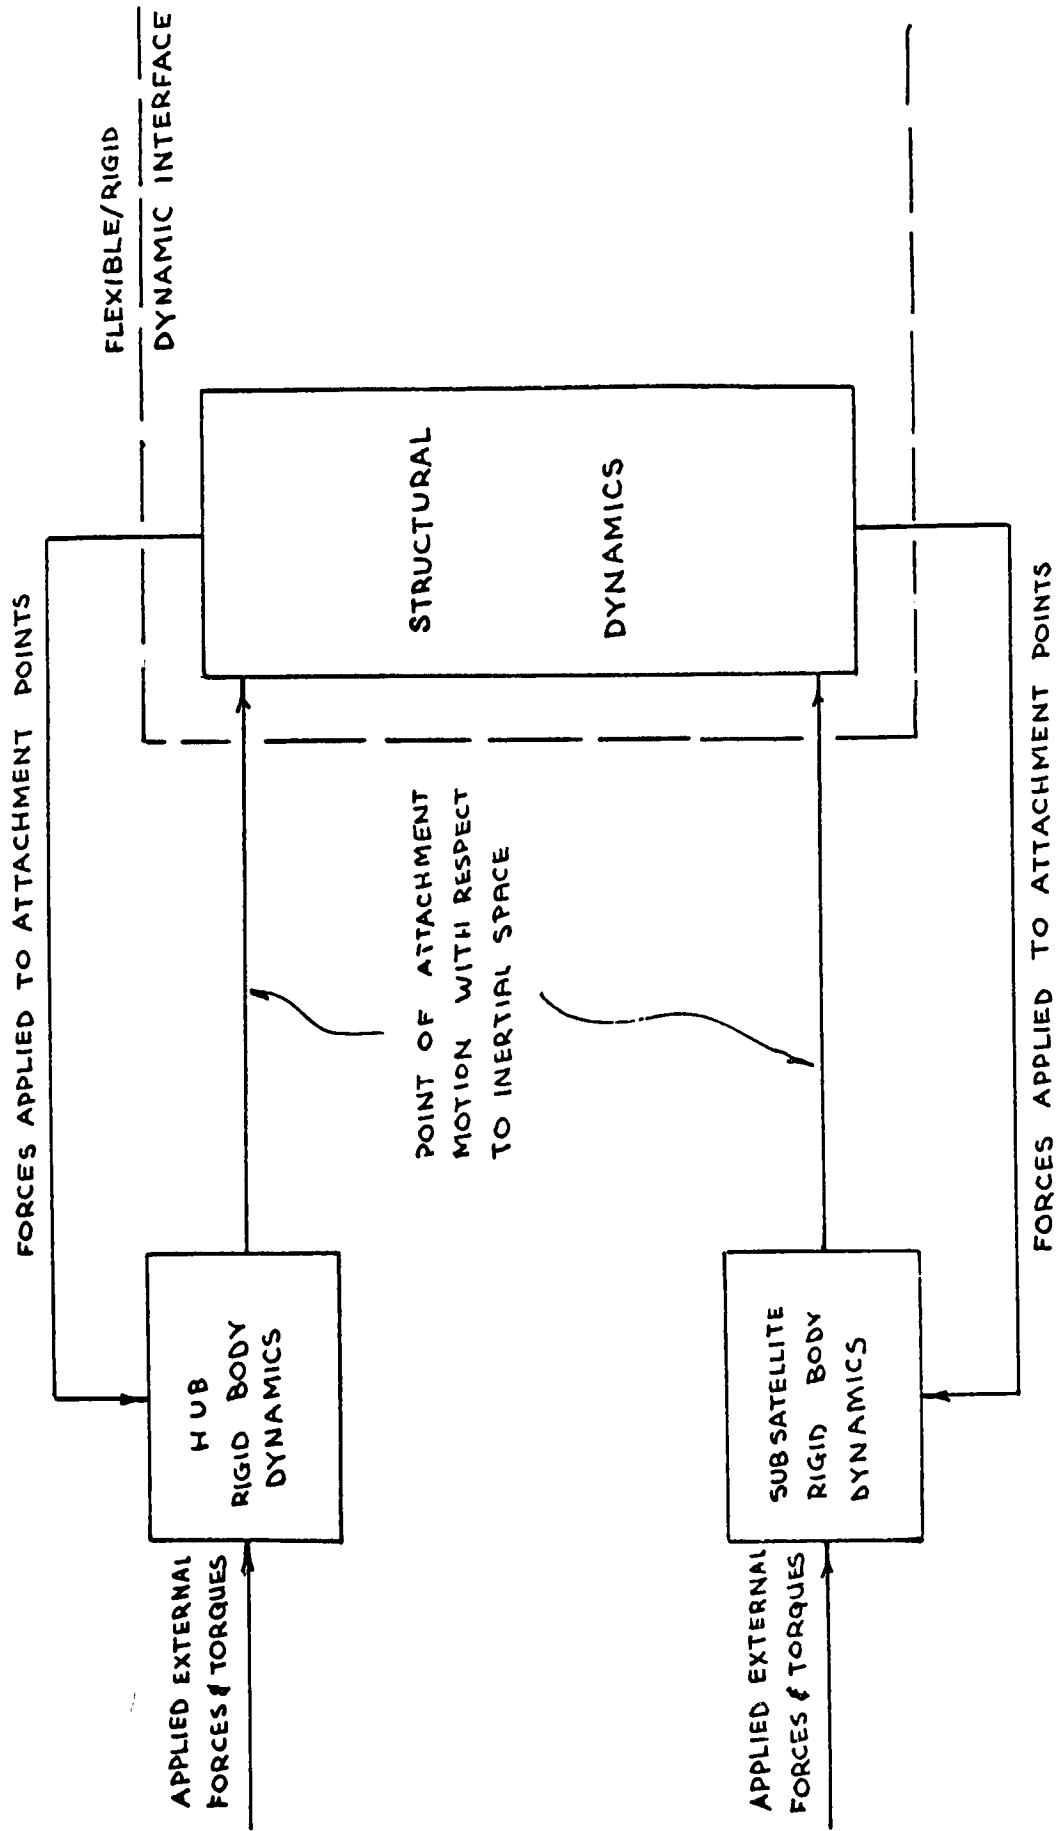 FORCES APPLIED TO ATTACHMENT POINTS
FLEXIBLE/RIGID
DYNAMIC INTERFACE
APPLIED EXTERNAL
FORCES & TORQUES
HUB
RIGID BODY
DYNAMICS
POINT OF ATTACHMENT
MOTION WITH RESPECT
TO INERTIAL SPACE
STRUCTURAL
DYNAMICS
APPLIED EXTERNAL
FORCES & TORQUES
SUBSATELLITE
RIGID BODY
DYNAMICS
FORCES APPLIED TO ATTACHMENT POINTS